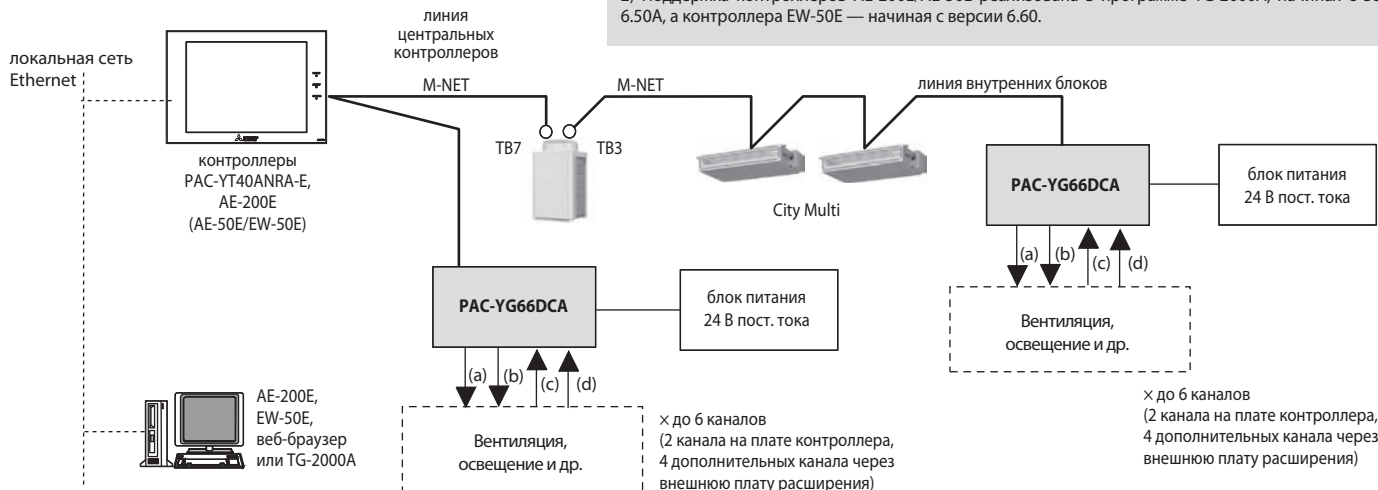 6.50A, а контроллера EW-50E — начиная с версии 6.60.
линия
центральных
контроллеров
локальная сеть
Ethernet
M-NET
M-NET
линия внутренних блоков
TB7
TB3
контроллеры
PAC-YT40ANRA-E,
AE-200E
(AE-50E/EW-50E)
City Multi
PAC-YG66DCA
блок питания
24 В пост. тока
(a)
(b)
(c)
(d)
Вентиляция,
освещение и др.
× до 6 каналов
(2 канала на плате контроллера,
4 дополнительных канала через
внешнюю плату расширения)
PAC-YG66DCA
блок питания
24 В пост. тока
(a)
(b)
(c)
(d)
Вентиляция,
освещение и др.
× до 6 каналов
(2 канала на плате контроллера,
4 дополнительных канала через
внешнюю плату расширения)
AE-200E,
EW-50E,
веб-браузер
или TG-2000A